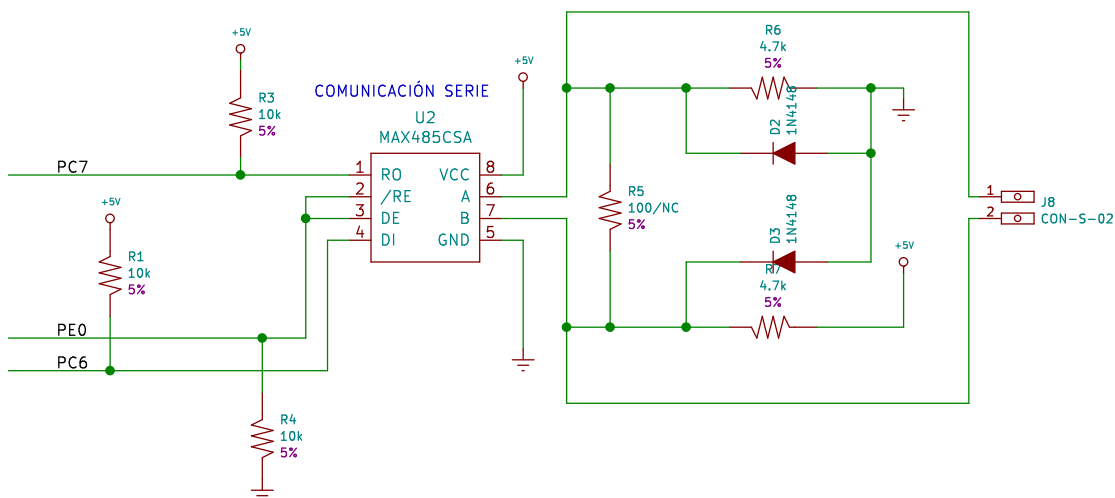 +5V
R3
10k
5%
COMUNICACIÓN SERIE
U2
MAX485CSA
+5V
PC7
1 RO VCC 8
2 /RE A 6
3 DE B 7
4 DI GND 5
+5V
R1
10k
5%
PE0
PC6
R4
10k
5%
R6
4.7k
5%
D2
1N4148
R5
100/NC
5%
D3
1N4148
R7
4.7k
5%
+5V
1
2
J8
CON-S-02